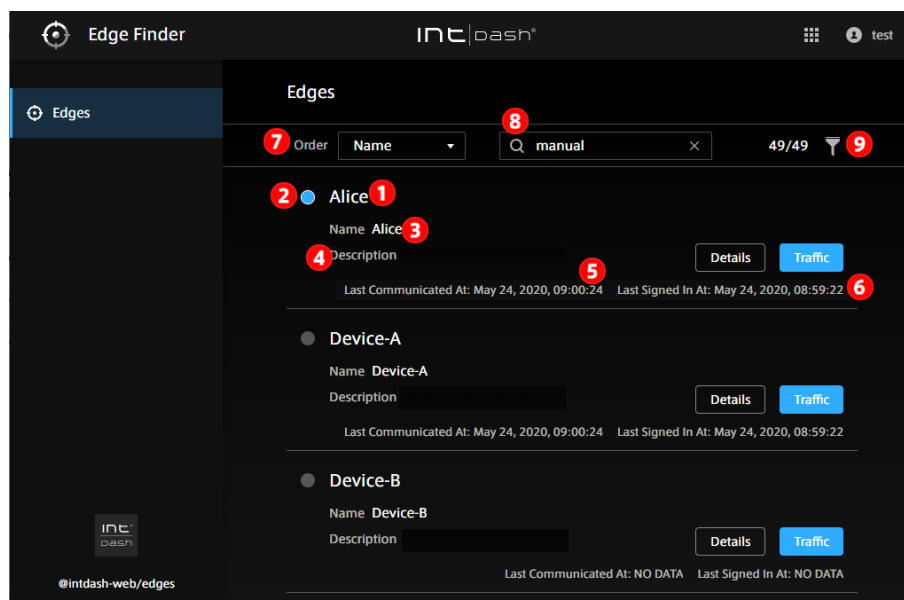 Edge Finder
INT|DASH®
test
Edges
Edges
7 Order Name
8
manual
49/49 9
2 Alice 1
Name Alice 3
4 Description
Details
Traffic
5
Last Communicated At: May 24, 2020, 09:00:24 Last Signed In At: May 24, 2020, 08:59:22 6
Device-A
Name Device-A
Description
Details
Traffic
Last Communicated At: May 24, 2020, 09:00:24 Last Signed In At: May 24, 2020, 08:59:22
Device-B
Name Device-B
Description
Details
Traffic
Last Communicated At: NO DATA Last Signed In At: NO DATA
INT
DASH
@intdash-web/edges